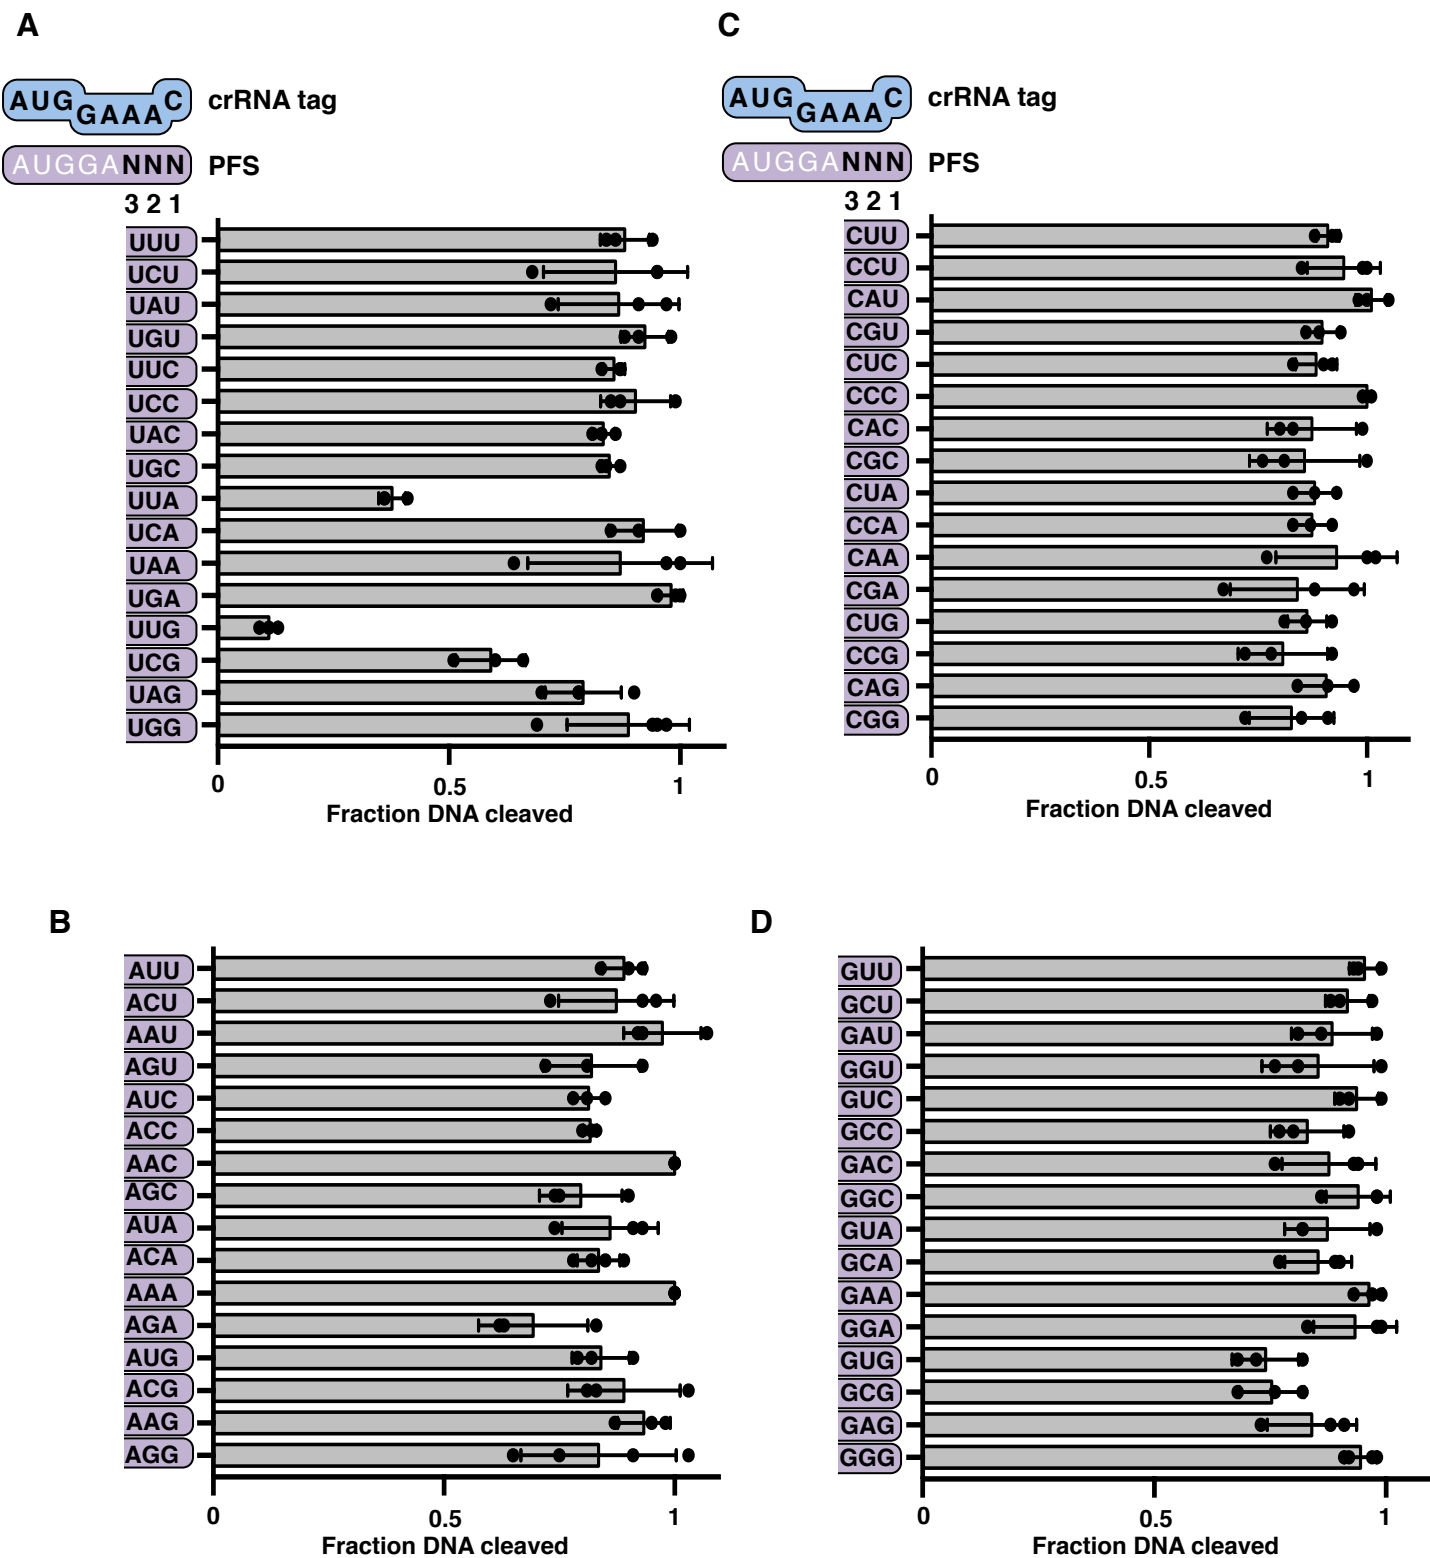 A
AUGGAAAC crRNA tag
AUGGANNN PFS
3 2 1
UUU
UCU
UAU
UGU
UUC
UCC
UAC
UGC
UUA
UCA
UAA
UGA
UUG
UCG
UAG
UGG
0 0.5 1
Fraction DNA cleaved
C
AUGGAAAC crRNA tag
AUGGANNN PFS
3 2 1
CUU
CCU
CAU
CGU
CUC
CCC
CAC
CGC
CUA
CCA
CAA
CGA
CUG
CCG
CAG
CGG
0 0.5 1
Fraction DNA cleaved
B
AUU
ACU
AAU
AGU
AUC
ACC
AAC
AGC
AUA
ACA
AAA
AGA
AUG
ACG
AAG
AGG
0 0.5 1
Fraction DNA cleaved
D
GUU
GCU
GAU
GGU
GUC
GCC
GAC
GGC
GUA
GCA
GAA
GGA
GUG
GCG
GAG
GGG
0 0.5 1
Fraction DNA cleaved